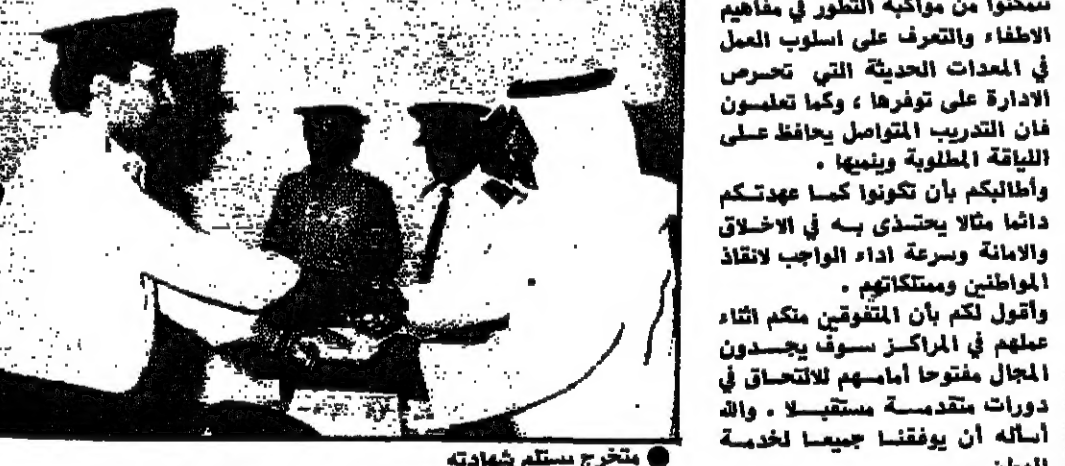 لتتمكنوا من مواكبة التطور في مفاهيم
الاطفاء والتعرف على اسلوب العمل
في المعدات الحديثة التي تحرص
الادارة على توفرها ، وكما تعلمون
فان التدريب المتواصل يحافظ على
اللياقة المطلوبة وينميها .
وأطالبكم بأن تكونوا كما عهدتكم
دائما مثالا يحتذى به في الاخلاق
والامانة وسرعة اداء الواجب لانقاذ
المواطنين وممتلكاتهم .
وأقول لكم بأن المتفوقين منكم اثناء
عملهم في المراكز سوف يجدون
المجال مفتوحا أمامهم للالتحاق في
دورات متقدمة مستقبلا . والله
أسأله أن يوفقنا جميعا لخدمة
متخرج يستلم شهادته